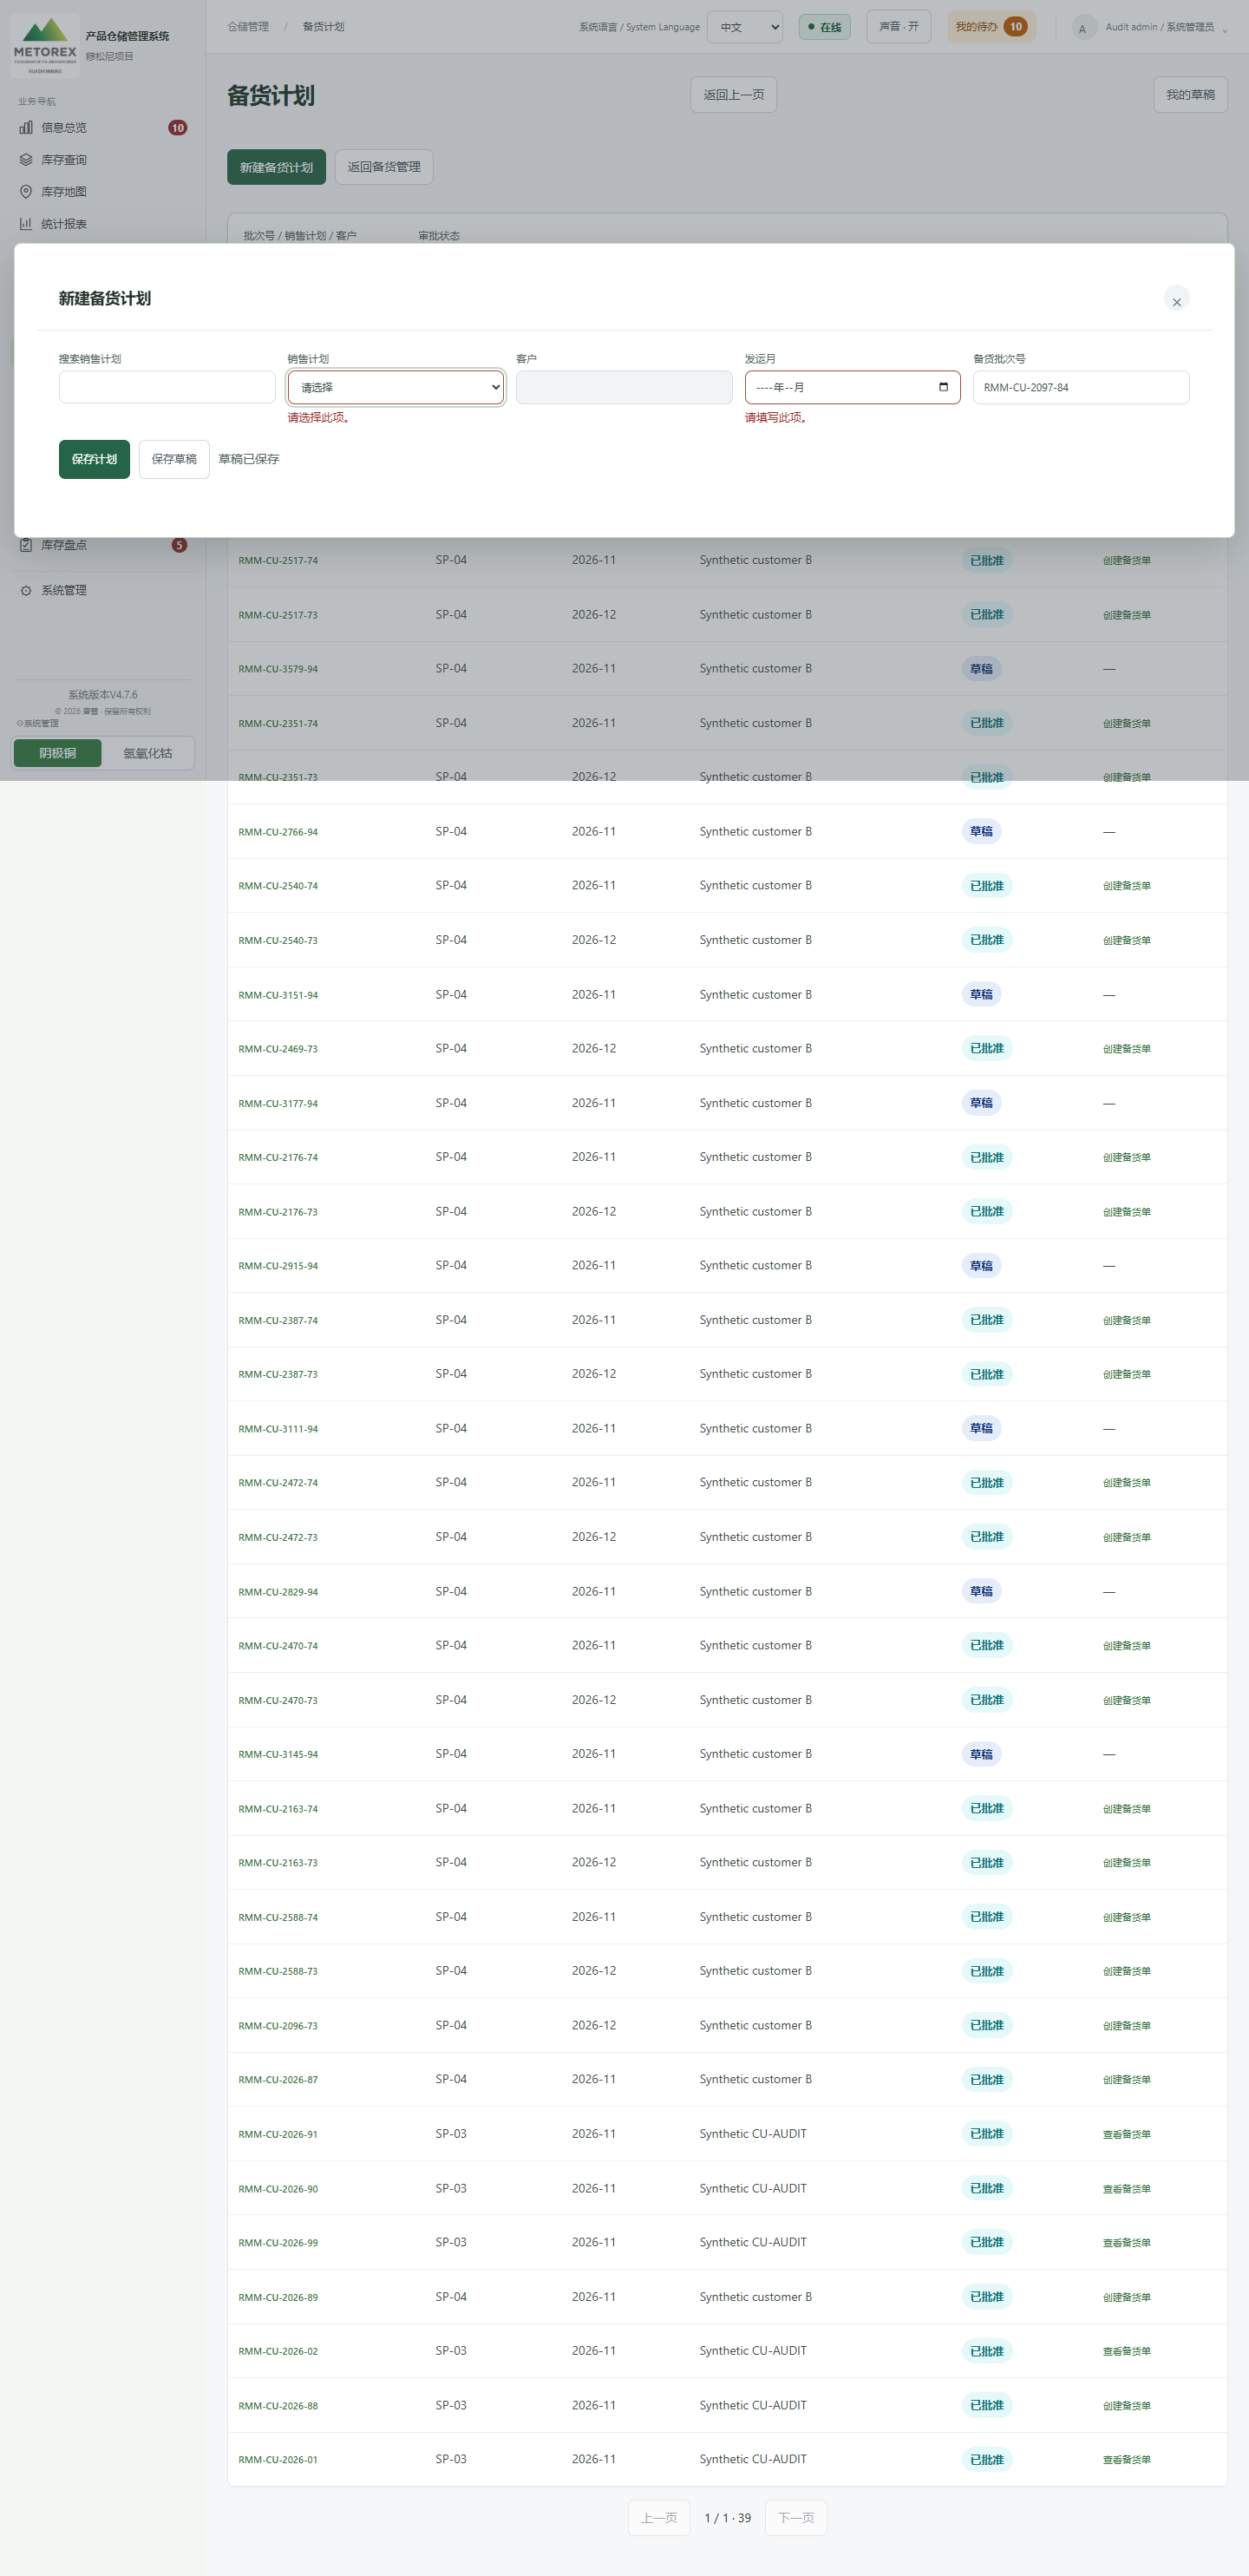 METOREX
产品仓储管理系统
穆松尼项目
业务导航
信息总览 10
库存查询
库存地图
统计报表
仓储管理 / 备货计划
系统语言 / System Language 中文 在线 声音 · 开 我的待办 10 A Audit admin / 系统管理员
备货计划 返回上一页 我的草稿
新建备货计划 返回备货管理
批次号 / 销售计划 / 客户 审批状态
新建备货计划 ×
搜索销售计划 销售计划 客户 发运月 备货批次号
请选择 ----年--月 RMM-CU-2097-84
请选择此项。 请填写此项。
保存计划 保存草稿 草稿已保存
库存盘点 5
系统管理
系统版本V4.7.6
系统管理
阴极铜 氢氧化钴
RMM-CU-2517-74 SP-04 2026-11 Synthetic customer B 已批准 创建备货单
RMM-CU-2517-73 SP-04 2026-12 Synthetic customer B 已批准 创建备货单
RMM-CU-3579-94 SP-04 2026-11 Synthetic customer B 草稿 —
RMM-CU-2351-74 SP-04 2026-11 Synthetic customer B 已批准 创建备货单
RMM-CU-2351-73 SP-04 2026-12 Synthetic customer B 已批准 创建备货单
RMM-CU-2766-94 SP-04 2026-11 Synthetic customer B 草稿 —
RMM-CU-2540-74 SP-04 2026-11 Synthetic customer B 已批准 创建备货单
RMM-CU-2540-73 SP-04 2026-12 Synthetic customer B 已批准 创建备货单
RMM-CU-3151-94 SP-04 2026-11 Synthetic customer B 草稿 —
RMM-CU-2469-73 SP-04 2026-12 Synthetic customer B 已批准 创建备货单
RMM-CU-3177-94 SP-04 2026-11 Synthetic customer B 草稿 —
RMM-CU-2176-74 SP-04 2026-11 Synthetic customer B 已批准 创建备货单
RMM-CU-2176-73 SP-04 2026-12 Synthetic customer B 已批准 创建备货单
RMM-CU-2915-94 SP-04 2026-11 Synthetic customer B 草稿 —
RMM-CU-2387-74 SP-04 2026-11 Synthetic customer B 已批准 创建备货单
RMM-CU-2387-73 SP-04 2026-12 Synthetic customer B 已批准 创建备货单
RMM-CU-3111-94 SP-04 2026-11 Synthetic customer B 草稿 —
RMM-CU-2472-74 SP-04 2026-11 Synthetic customer B 已批准 创建备货单
RMM-CU-2472-73 SP-04 2026-12 Synthetic customer B 已批准 创建备货单
RMM-CU-2829-94 SP-04 2026-11 Synthetic customer B 草稿 —
RMM-CU-2470-74 SP-04 2026-11 Synthetic customer B 已批准 创建备货单
RMM-CU-2470-73 SP-04 2026-12 Synthetic customer B 已批准 创建备货单
RMM-CU-3145-94 SP-04 2026-11 Synthetic customer B 草稿 —
RMM-CU-2163-74 SP-04 2026-11 Synthetic customer B 已批准 创建备货单
RMM-CU-2163-73 SP-04 2026-12 Synthetic customer B 已批准 创建备货单
RMM-CU-2588-74 SP-04 2026-11 Synthetic customer B 已批准 创建备货单
RMM-CU-2588-73 SP-04 2026-12 Synthetic customer B 已批准 创建备货单
RMM-CU-2096-73 SP-04 2026-12 Synthetic customer B 已批准 创建备货单
RMM-CU-2026-87 SP-04 2026-11 Synthetic customer B 已批准 创建备货单
RMM-CU-2026-91 SP-03 2026-11 Synthetic CU-AUDIT 已批准 查看备货单
RMM-CU-2026-90 SP-03 2026-11 Synthetic CU-AUDIT 已批准 查看备货单
RMM-CU-2026-99 SP-03 2026-11 Synthetic CU-AUDIT 已批准 查看备货单
RMM-CU-2026-89 SP-04 2026-11 Synthetic customer B 已批准 创建备货单
RMM-CU-2026-02 SP-03 2026-11 Synthetic CU-AUDIT 已批准 查看备货单
RMM-CU-2026-88 SP-03 2026-11 Synthetic CU-AUDIT 已批准 创建备货单
RMM-CU-2026-01 SP-03 2026-11 Synthetic CU-AUDIT 已批准 查看备货单
上一页 1 / 1 · 39 下一页